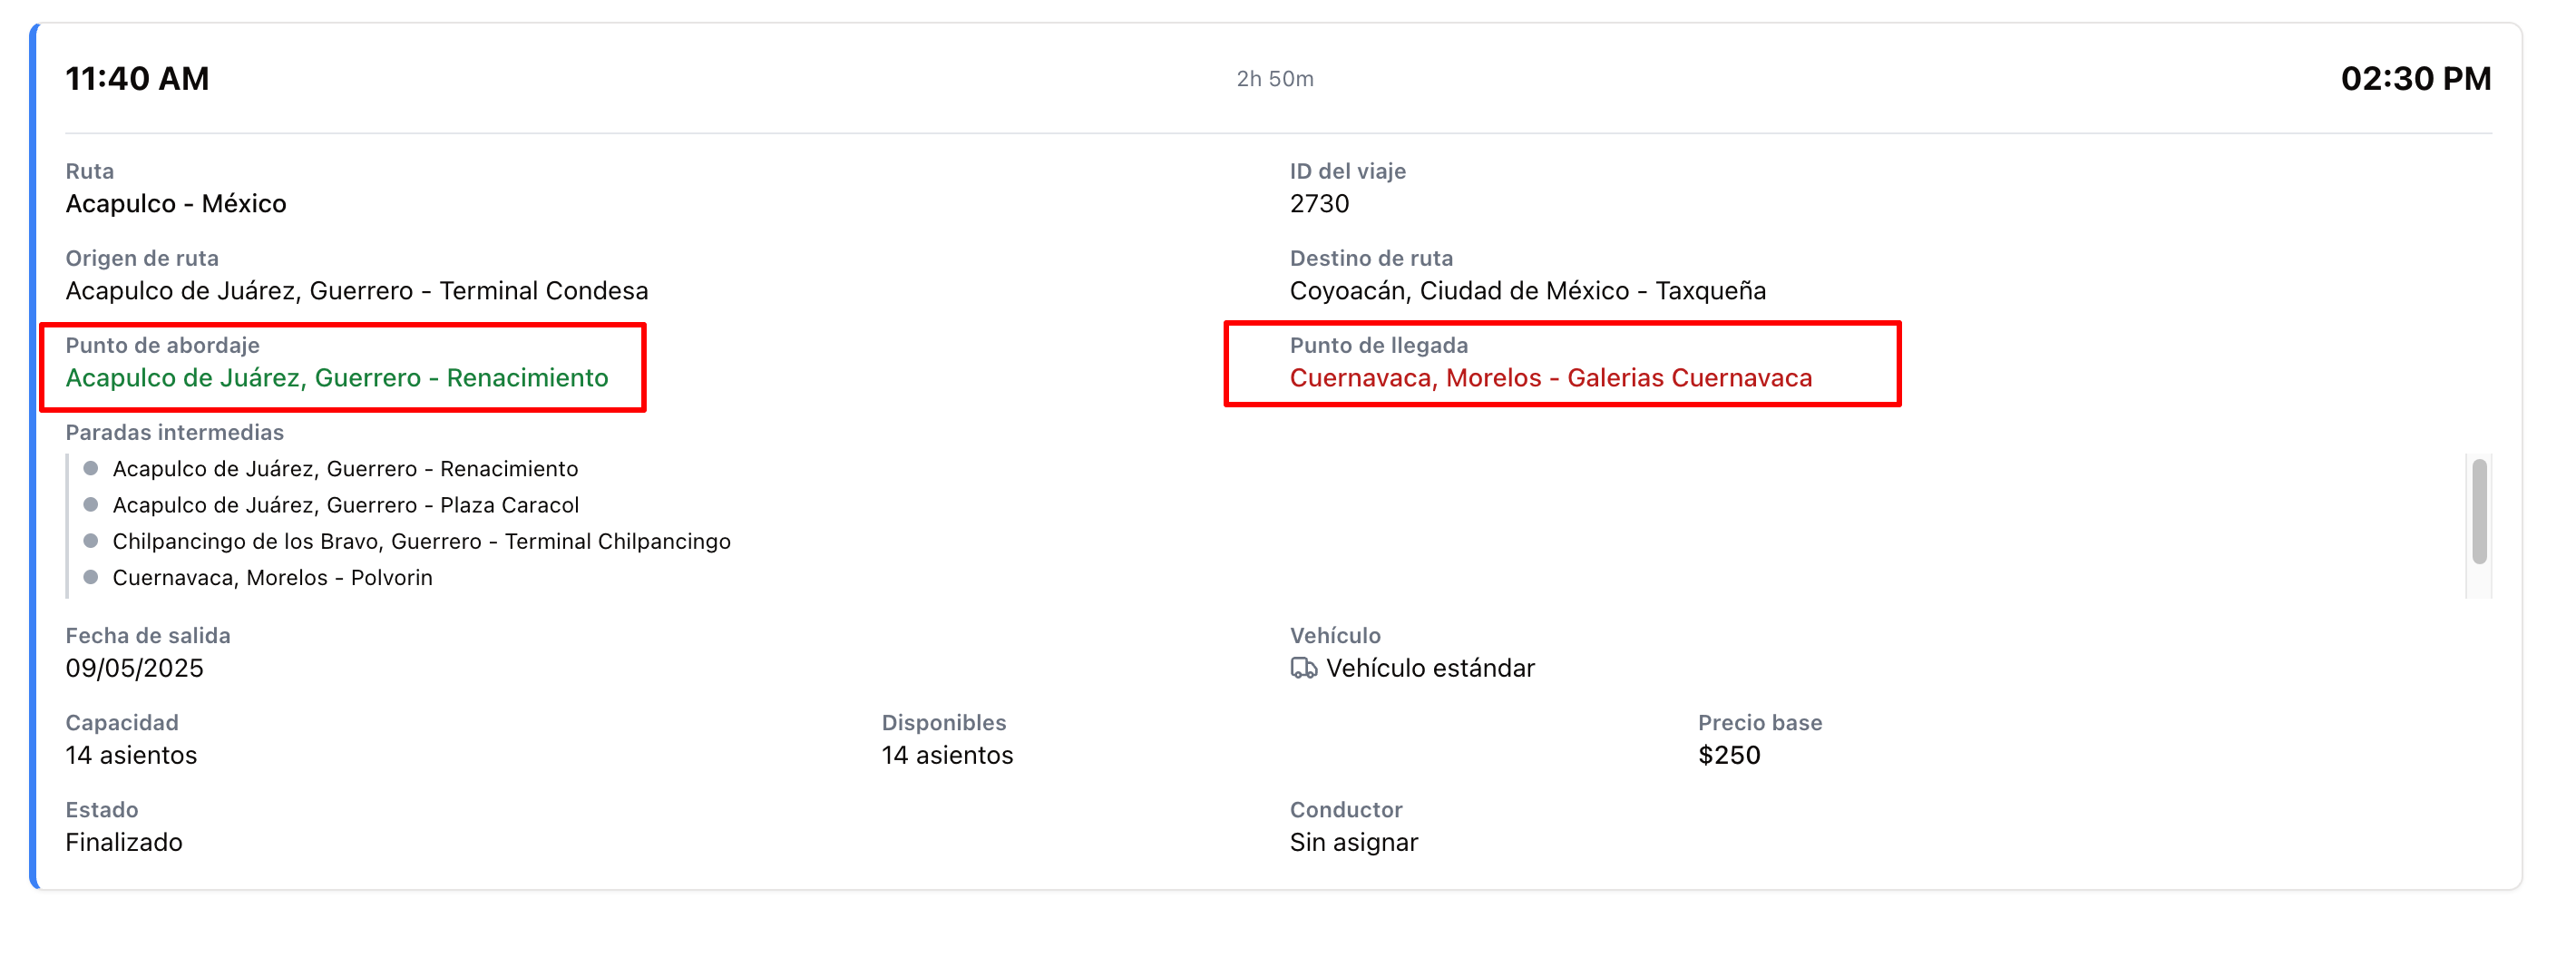 11:40 AM
2h 50m
02:30 PM
Ruta
Acapulco - México
ID del viaje
2730
Origen de ruta
Acapulco de Juárez, Guerrero - Terminal Condesa
Destino de ruta
Coyoacán, Ciudad de México - Taxqueña
Punto de abordaje
Acapulco de Juárez, Guerrero - Renacimiento
Punto de llegada
Cuernavaca, Morelos - Galerias Cuernavaca
Paradas intermedias
Acapulco de Juárez, Guerrero - Renacimiento
Acapulco de Juárez, Guerrero - Plaza Caracol
Chilpancingo de los Bravo, Guerrero - Terminal Chilpancingo
Cuernavaca, Morelos - Polvorin
Fecha de salida
09/05/2025
Vehículo
Vehículo estándar
Capacidad
14 asientos
Disponibles
14 asientos
Precio base
$250
Estado
Finalizado
Conductor
Sin asignar